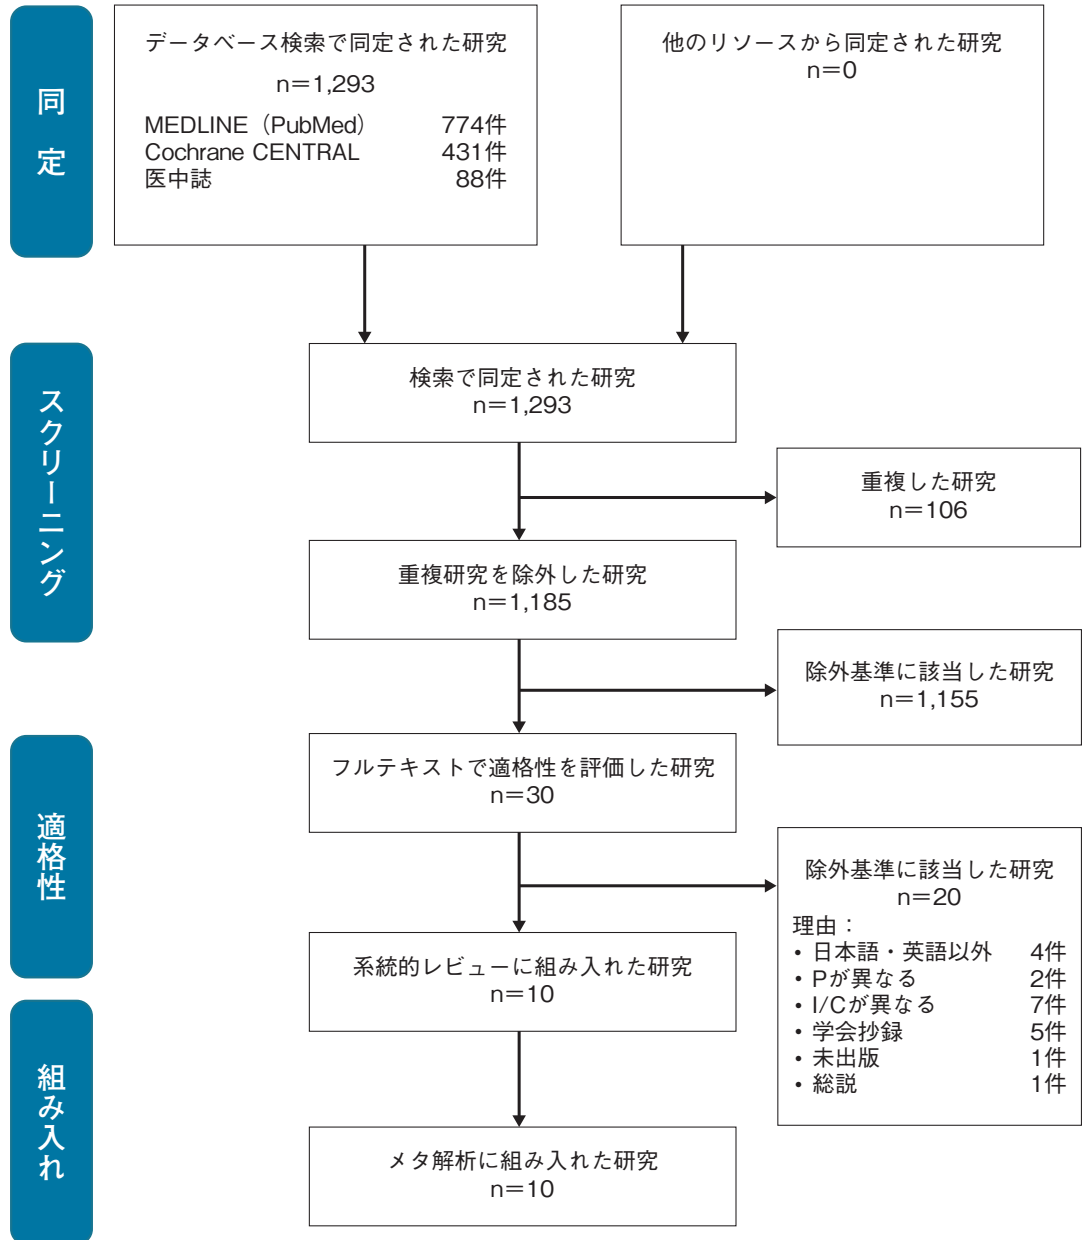 同定
データベース検索で同定された研究
n=1,293
MEDLINE（PubMed） 774件
Cochrane CENTRAL 431件
医中誌 88件
他のリソースから同定された研究
n=0
スクリーニング
検索で同定された研究
n=1,293
重複した研究
n=106
重複研究を除外した研究
n=1,185
除外基準に該当した研究
n=1,155
適格性
フルテキストで適格性を評価した研究
n=30
除外基準に該当した研究
n=20
理由：
• 日本語・英語以外 4件
• Pが異なる 2件
• I/Cが異なる 7件
• 学会抄録 5件
• 未出版 1件
• 総説 1件
系統的レビューに組み入れた研究
n=10
組み入れ
メタ解析に組み入れた研究
n=10